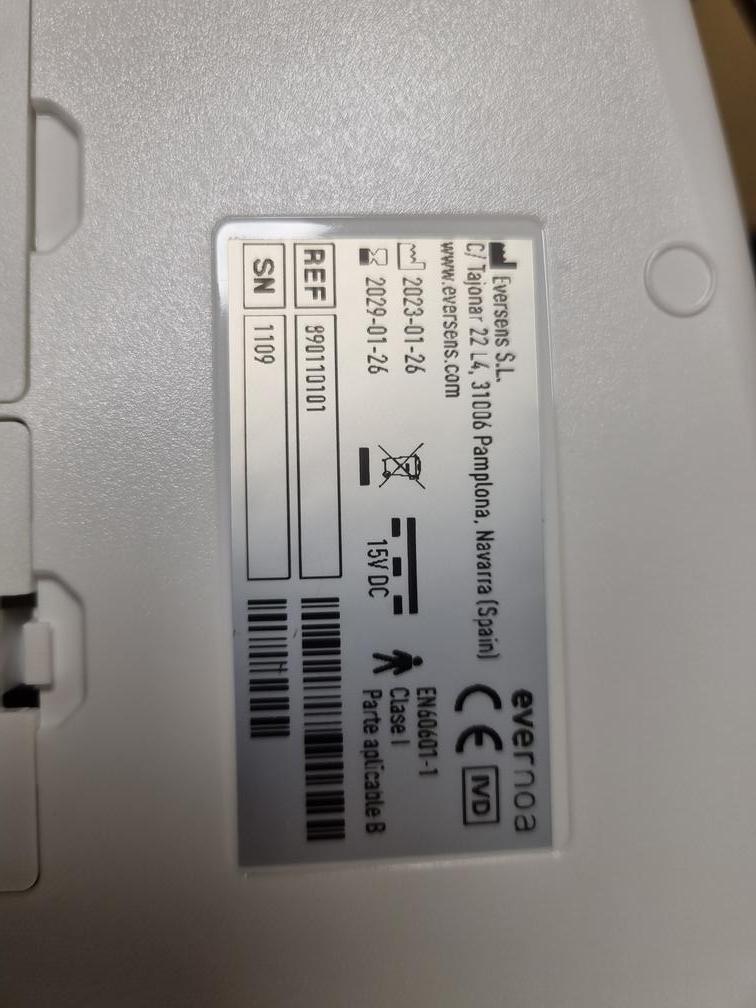 evernoa
Eversens S.L.
C/ Tajonar 22 L4, 31006 Pamplona, Navarra (Spain)
www.eversens.com
CE IVD
2023-01-26
2029-01-26
15V DC
EN60601-1
Clase I
Parte aplicable B
REF 890110101
SN 1109